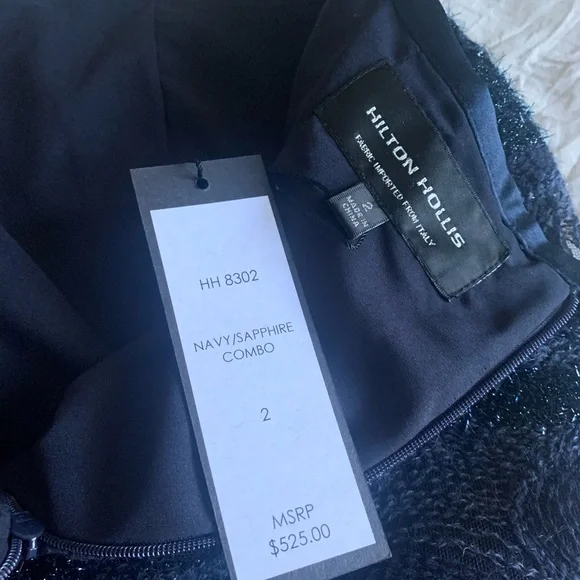 HILTON HOLLIS
FABRIC IMPORTED FROM ITALY
2
MADE IN
CHINA
HH 8302
NAVY/SAPPHIRE
COMBO
2
MSRP
$525.00